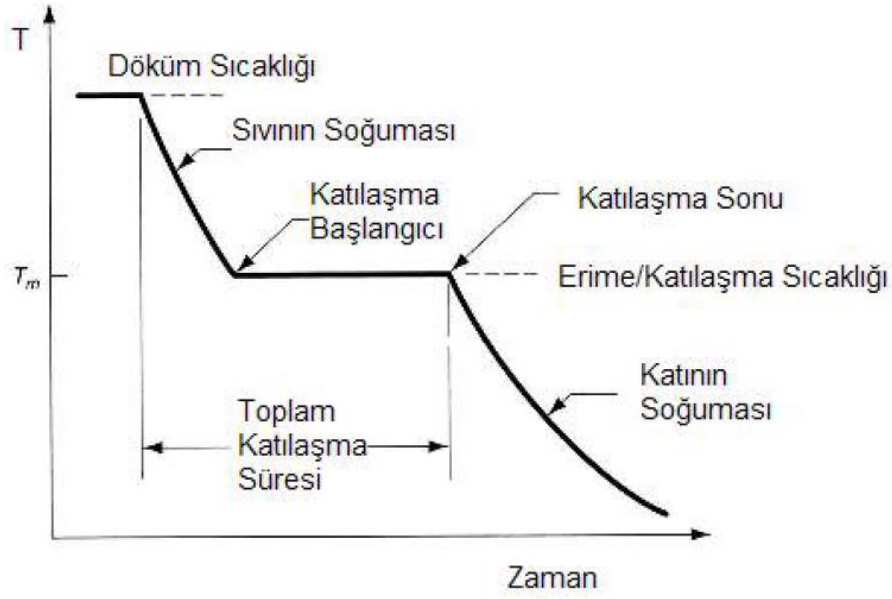 T
Döküm Sıcaklığı
Sıvının Soğuması
Katılaşma
Başlangıcı
Katılaşma Sonu
Tm
Erime/Katılaşma Sıcaklığı
Katının
Soğuması
Toplam
Katılaşma
Süresi
Zaman